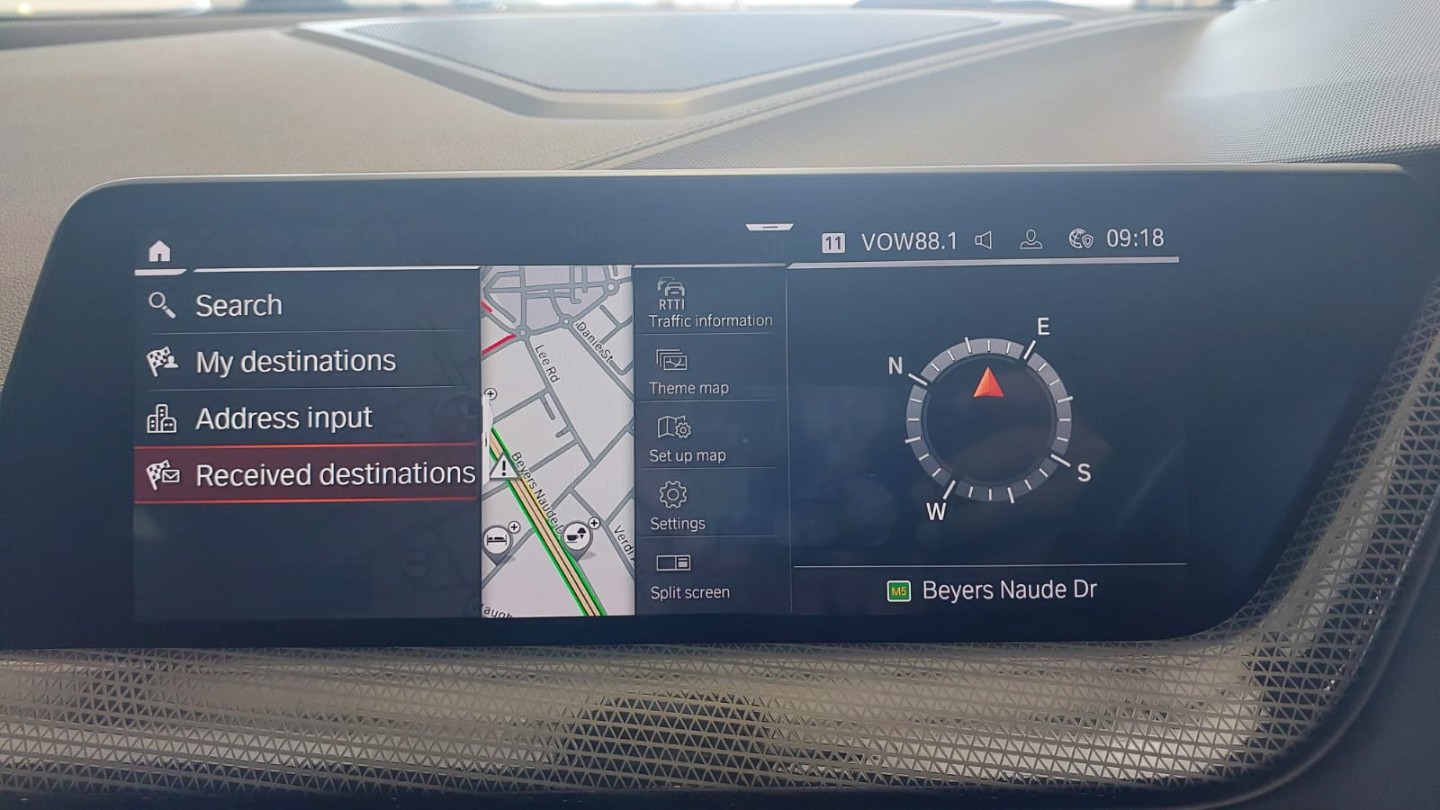 11 VOW88.1 09:18
Search
My destinations
Address input
Received destinations
Daniel St
Lee Rd
Beyers Naude
RTTI
Traffic information
Theme map
Set up map
Settings
Split screen
N
E
S
W
M5 Beyers Naude Dr